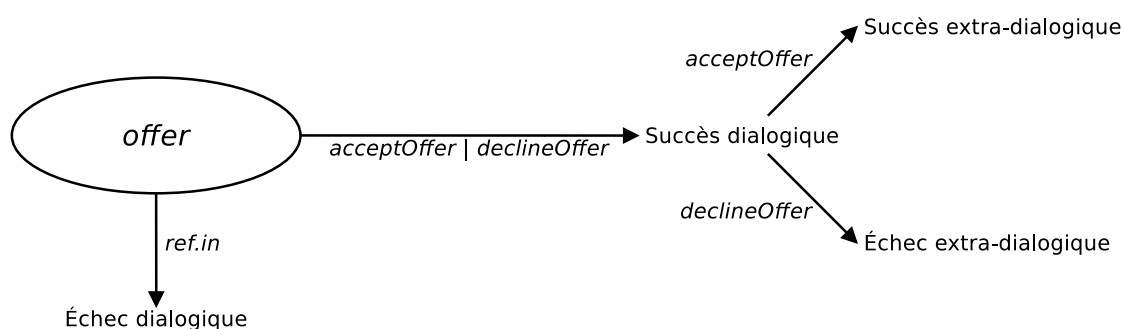 Succès extra-dialogique
acceptOffer
offer
Succès dialogique
acceptOffer | declineOffer
declineOffer
ref.in
Échec extra-dialogique
Échec dialogique